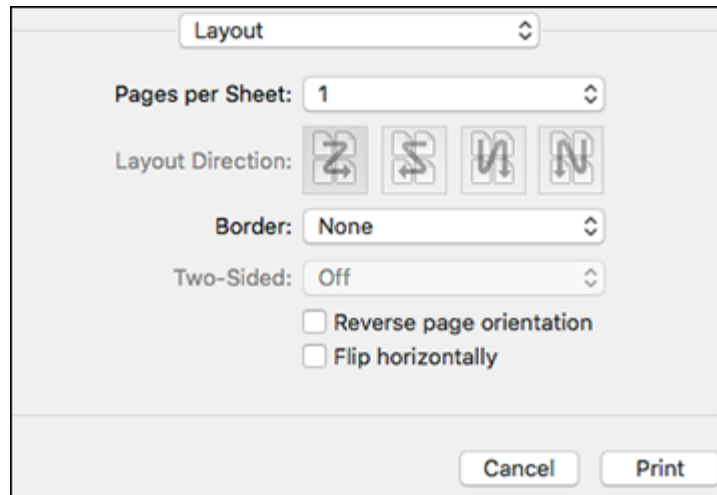 Layout
Pages per Sheet: 1
Layout Direction:
Border: None
Two-Sided: Off
Reverse page orientation
Flip horizontally
Cancel Print